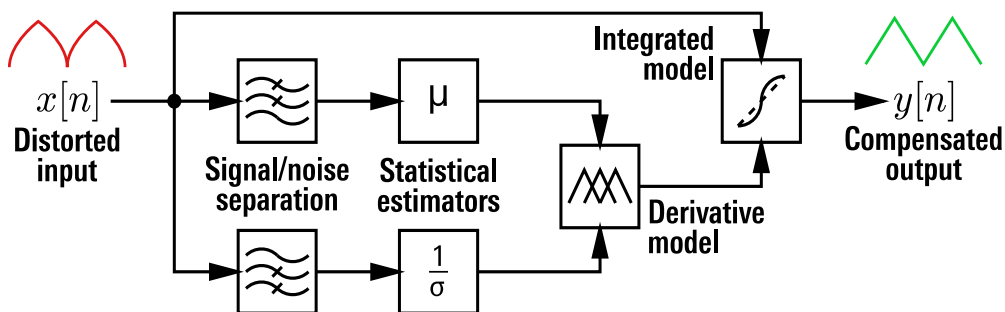 Integrated
model
x[n]
Distorted
input
μ
y[n]
Compensated
output
Signal/noise
separation
Statistical
estimators
Derivative
model
1
σ